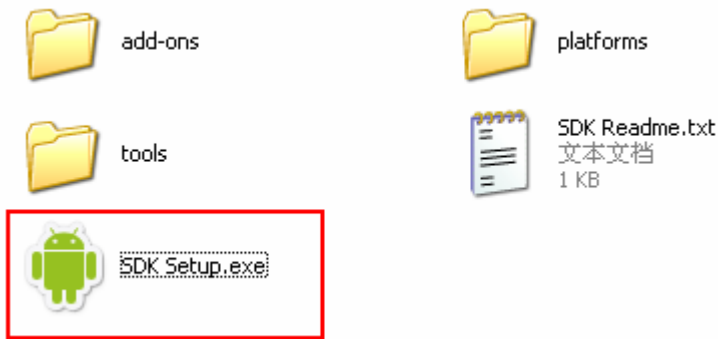 add-ons
platforms
tools
SDK Readme.txt
文本文档
1 KB
SDK Setup.exe